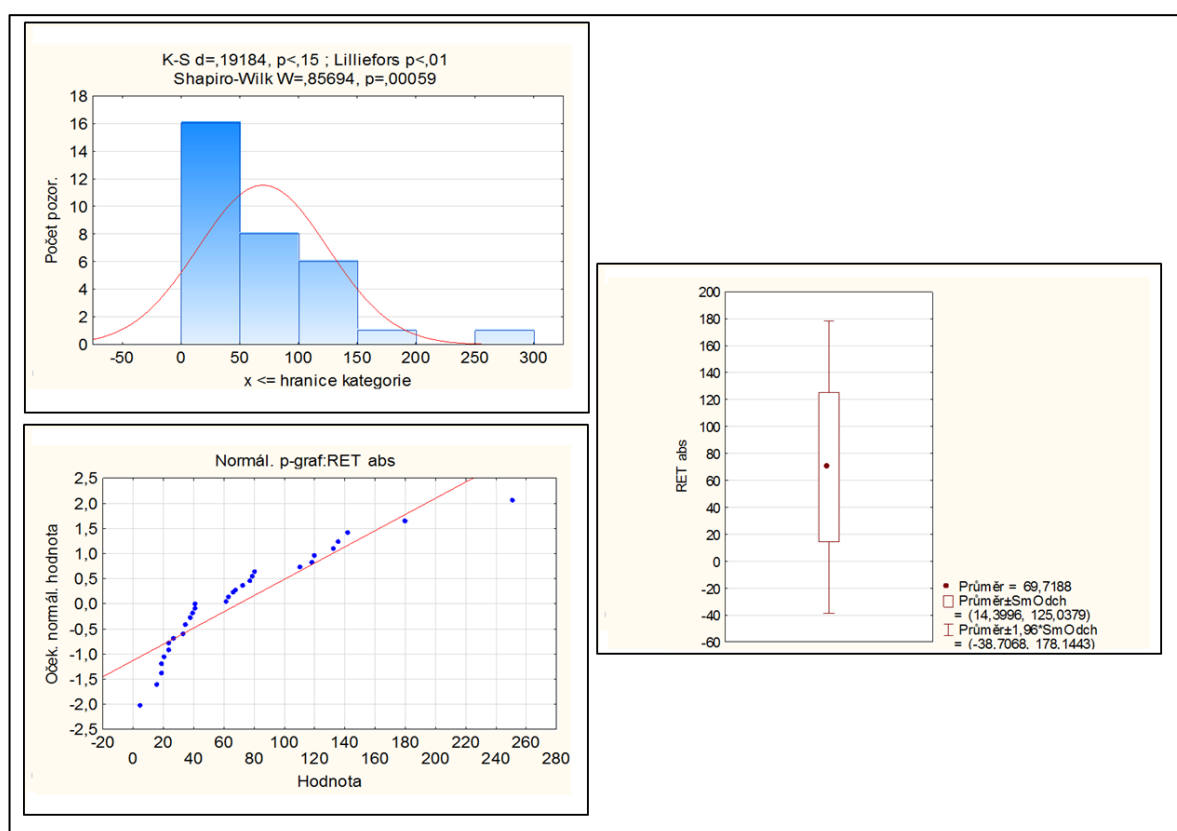 K-S d=,19184, p<,15 ; Lilliefors p<,01
Shapiro-Wilk W=,85694, p=,00059
18
16
14
12
10
8
6
4
2
0
Počet pozor.
-50 0 50 100 150 200 250 300
x <= hranice kategorie
Normál. p-graf:RET abs
2,5
2,0
1,5
1,0
0,5
0,0
-0,5
-1,0
-1,5
-2,0
-2,5
Oček. normál. hodnota
-20 20 60 100 140 180 220 260
0 40 80 120 160 200 240 280
Hodnota
200
180
160
140
120
100
80
60
40
20
0
-20
-40
-60
RET abs
Průměr = 69,7188
Průměr±SmOdch
= (14,3996, 125,0379)
Průměr±1,96*SmOdch
= (-38,7068, 178,1443)